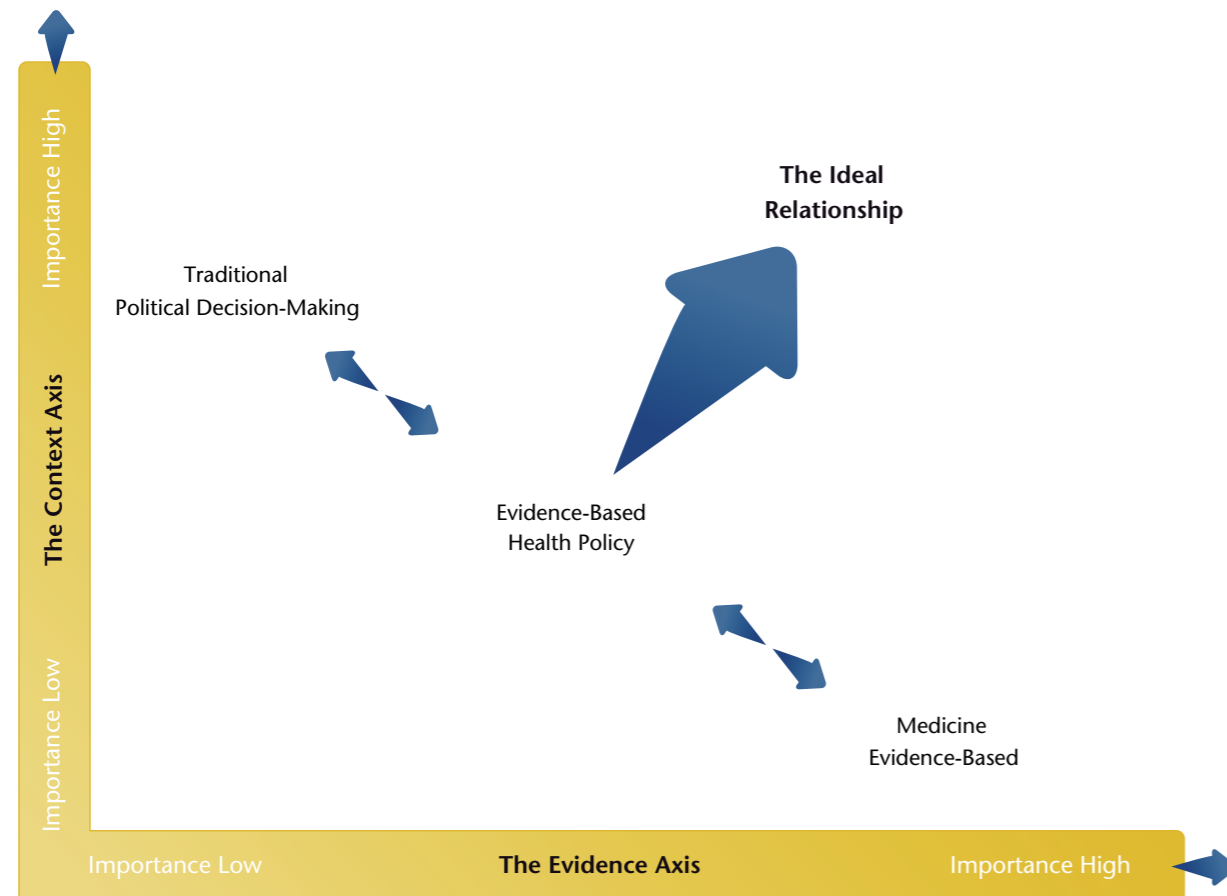 Importance High
The Context Axis
Importance Low
The Ideal
Relationship
Traditional
Political Decision-Making
Evidence-Based
Health Policy
Medicine
Evidence-Based
Importance Low
The Evidence Axis
Importance High